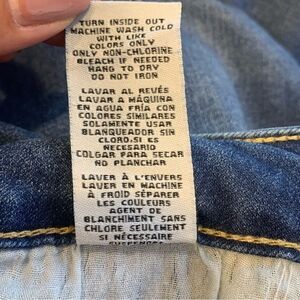 TURN INSIDE OUT
MACHINE WASH COLD
WITH LIKE
COLORS ONLY
ONLY NON-CHLORINE
BLEACH IF NEEDED
HANG TO DRY
DO NOT IRON
LAVAR AL REVÉS
LAVAR A MÁQUINA
EN AGUA FRÍA CON
COLORES SIMILARES
SOLAMENTE USAR
BLANQUEADOR SIN
CLORO.SI ES
NECESARIO
COLGAR PARA SECAR
NO PLANCHAR
LAVER À L'ENVERS
LAVER EN MACHINE
À FROID SÉPARER
LES COULEURS
AGENT DE
BLANCHIMENT SANS
CHLORE SEULEMENT
SI NÉCESSAIRE